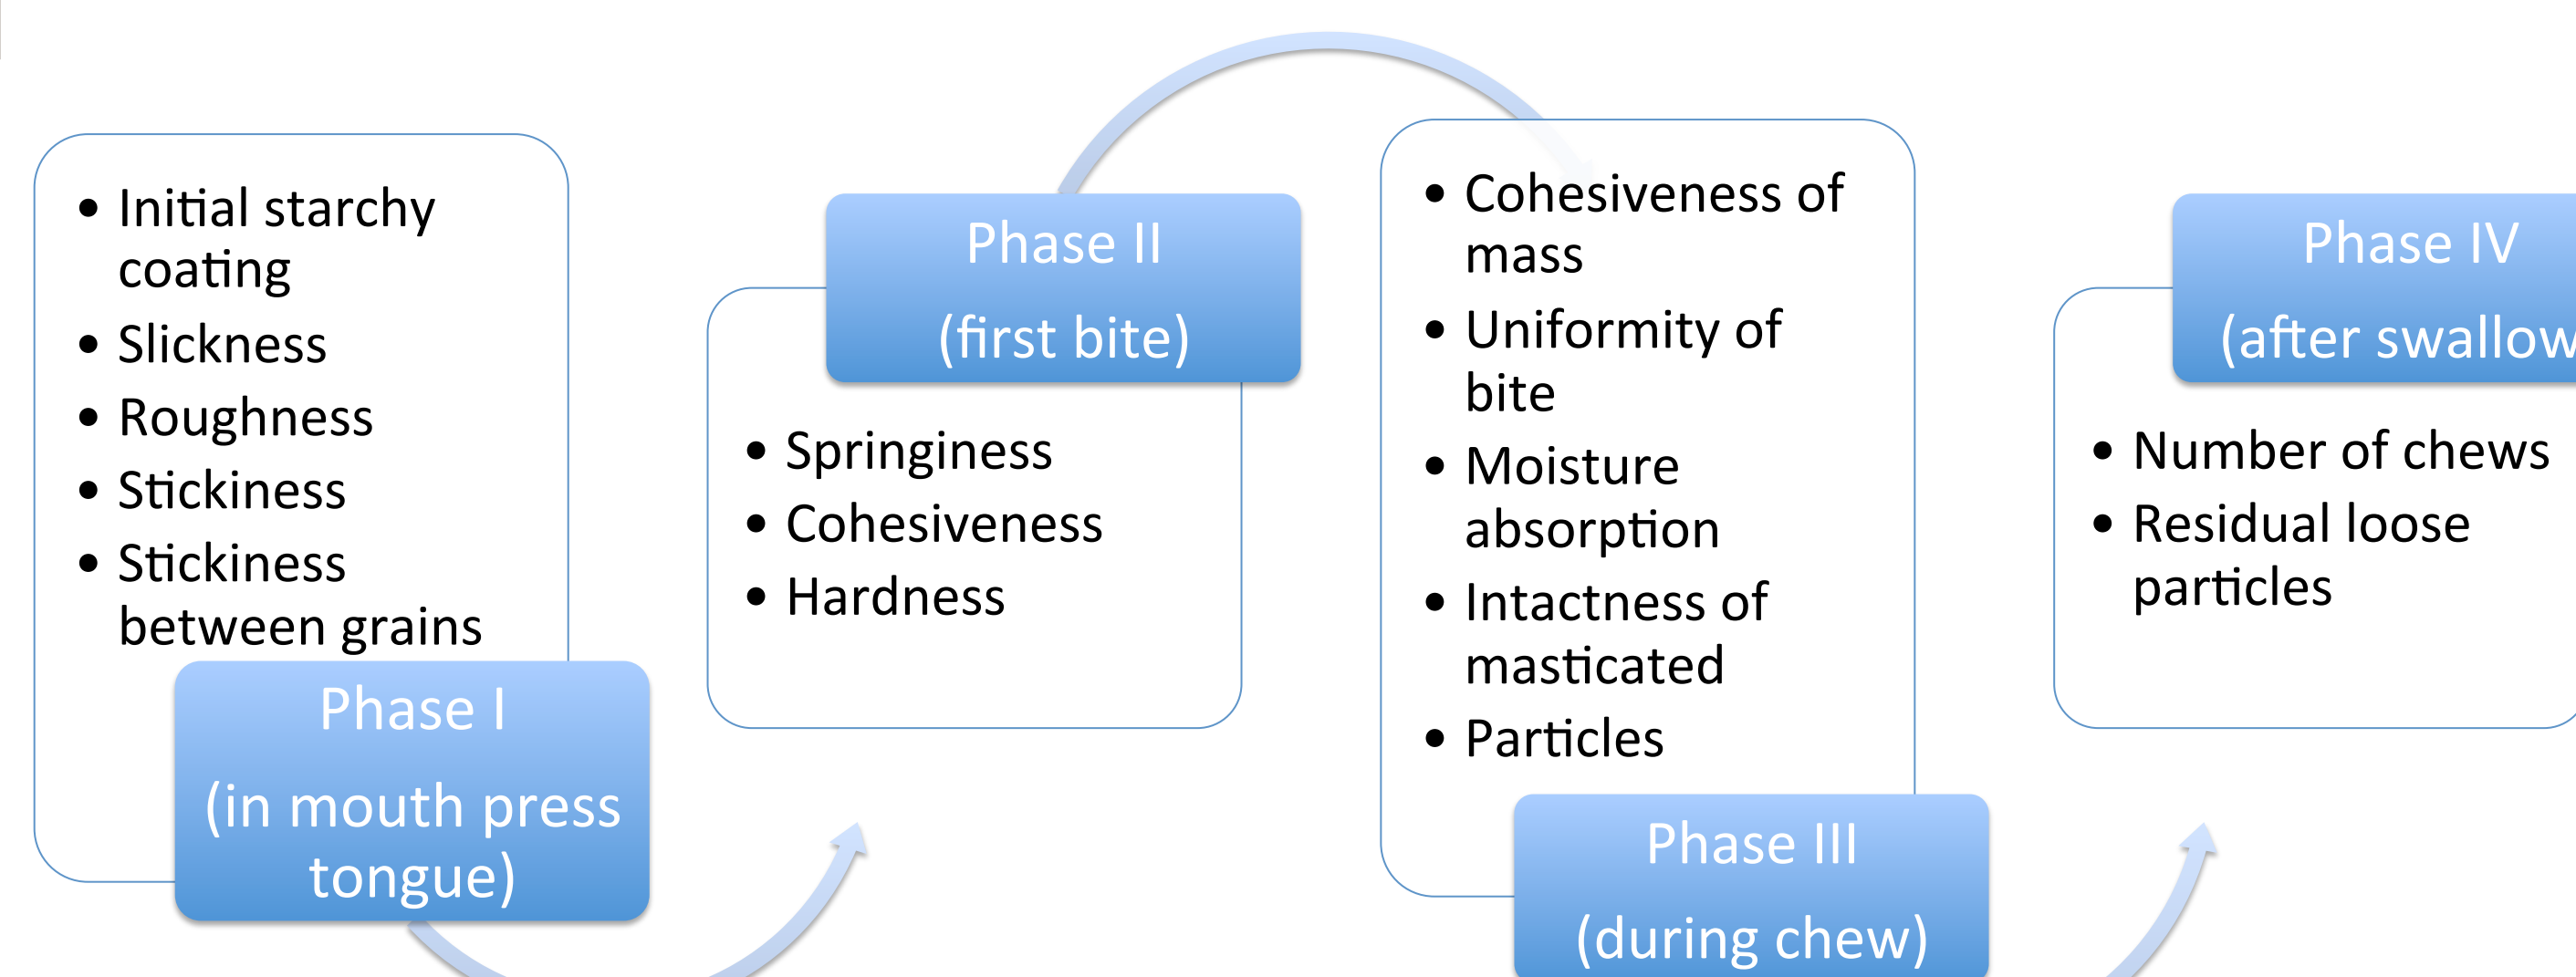 • Initial starchy
coating
• Slickness
• Roughness
• Stickiness
• Stickiness
between grains
Phase I
(in mouth press
tongue)
Phase II
(first bite)
• Springiness
• Cohesiveness
• Hardness
• Cohesiveness of
mass
• Uniformity of
bite
• Moisture
absorption
• Intactness of
masticated
• Particles
Phase III
(during chew)
Phase IV
(after swallow
• Number of chews
• Residual loose
particles